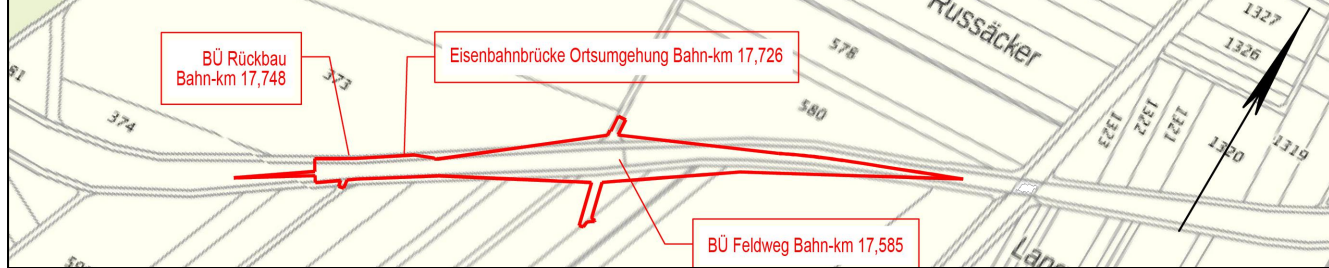 BÜ Rückbau
Bahn-km 17,748
Eisenbahnbrücke Ortsumgehung Bahn-km 17,726
BÜ Feldweg Bahn-km 17,585
Russäcker
578
580
373
374
81
1327
1326
1323
1322
1321
1320
1319